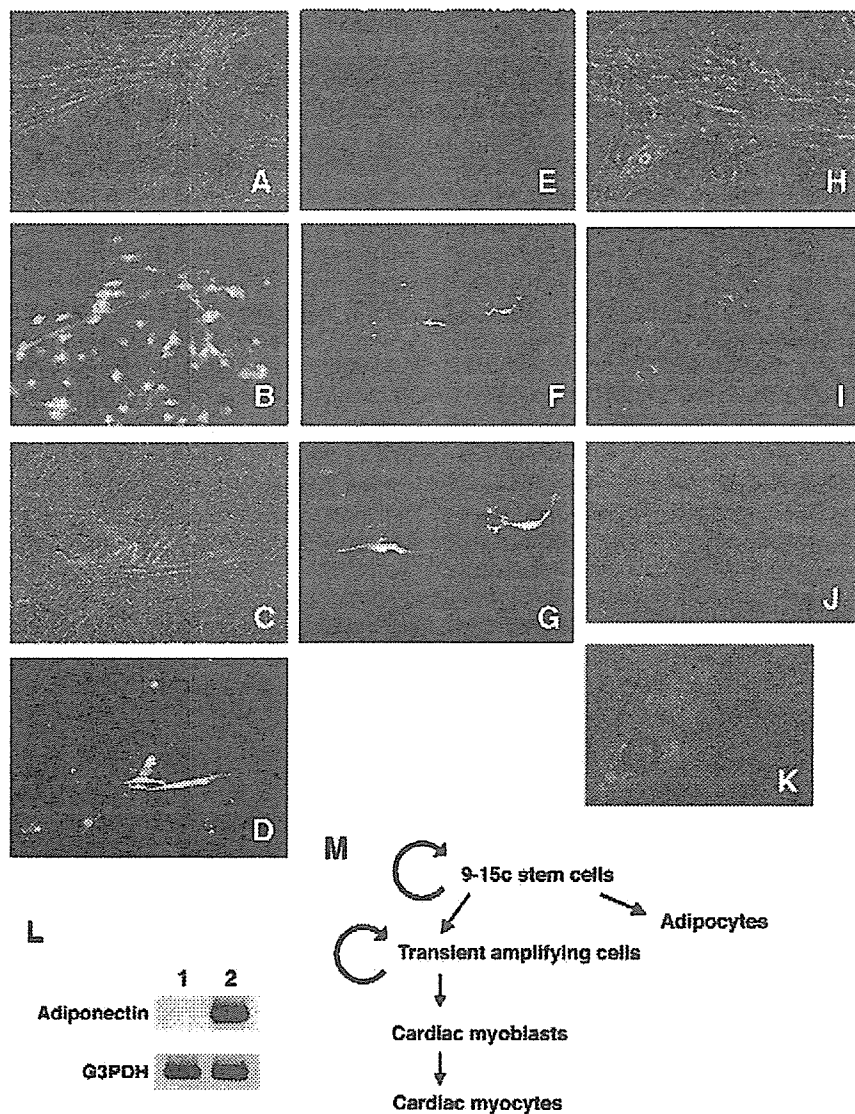 A
E
H
B
F
I
C
G
J
D
K
M
9-15c stem cells
Adipocytes
Transient amplifying cells
Cardiac myoblasts
Cardiac myocytes
L
1 2
Adiponectin
G3PDH